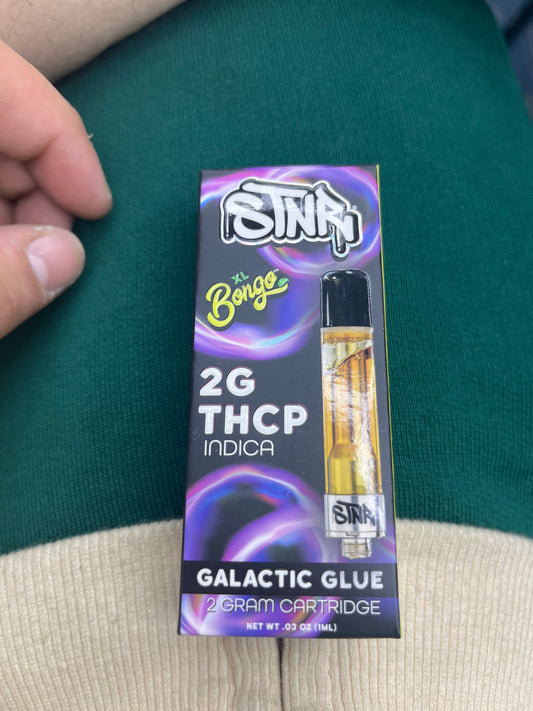 STNR
XL
Bongo
2G
THCP
INDICA
STNR
GALACTIC GLUE
2 GRAM CARTRIDGE
NET WT .03 OZ (1ML)